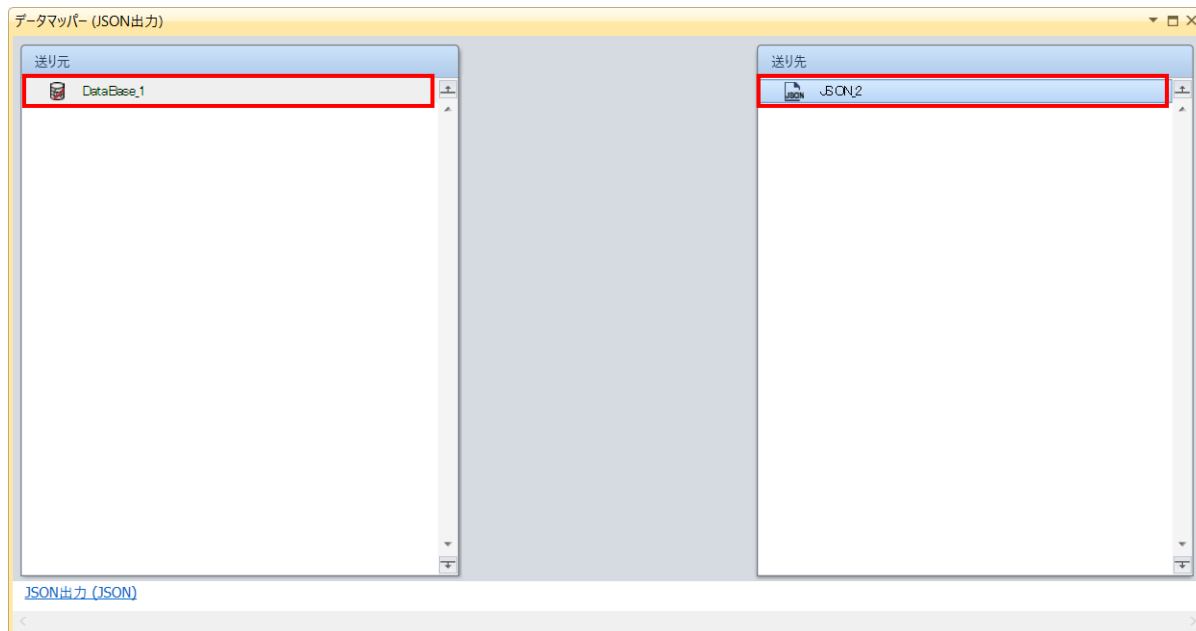 データマッパー (JSON出力)
送り元
送り先
DataBase_1
JSON
JSON_2
JSON出力 (JSON)